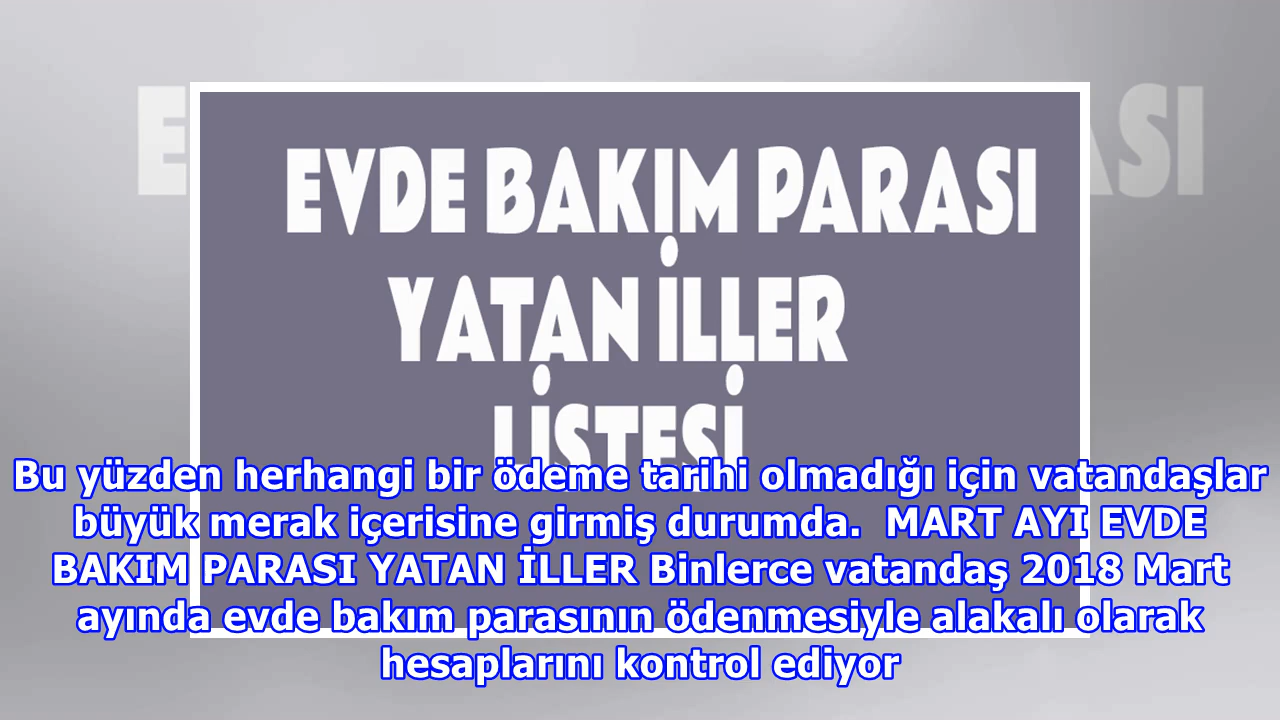 EVDE BAKIM PARASI
YATAN İLLER
LİSTESİ
Bu yüzden herhangi bir ödeme tarihi olmadığı için vatandaşlar
büyük merak içerisine girmiş durumda.  MART AYI EVDE
BAKIM PARASI YATAN İLLER Binlerce vatandaş 2018 Mart
ayında evde bakım parasının ödenmesiyle alakalı olarak
hesaplarını kontrol ediyor